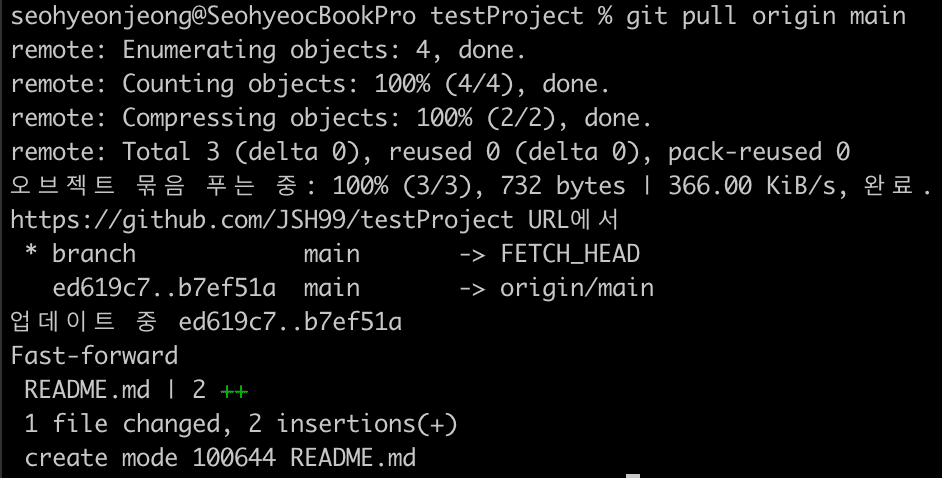 seohyeonjeong@SeohyeocBookPro testProject % git pull origin main
remote: Enumerating objects: 4, done.
remote: Counting objects: 100% (4/4), done.
remote: Compressing objects: 100% (2/2), done.
remote: Total 3 (delta 0), reused 0 (delta 0), pack-reused 0
오브젝트 묶음 푸는 중: 100% (3/3), 732 bytes | 366.00 KiB/s, 완료.
https://github.com/JSH99/testProject URL에서
 * branch            main       -> FETCH_HEAD
   ed619c7..b7ef51a  main       -> origin/main
업데이트 중 ed619c7..b7ef51a
Fast-forward
 README.md | 2 ++
 1 file changed, 2 insertions(+)
 create mode 100644 README.md